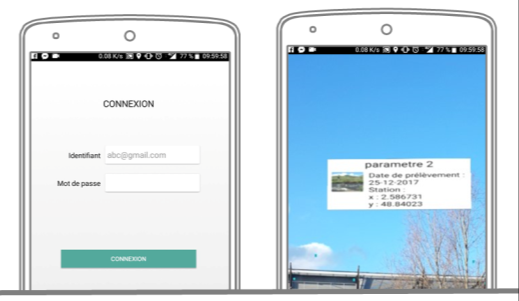 0.08 K/s 77 % 09:59:58
CONNEXION
Identifiant abc@gmail.com
Mot de passe
CONNEXION
0.08 K/s 77 % 09:59:58
parametre 2
Date de prélèvement :
25-12-2017
Station :
x : 2.586731
y : 48.84023